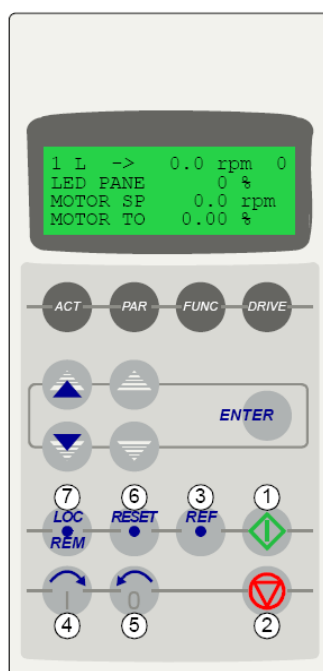 1 L -> 0.0 rpm 0
LED PANE 0 %
MOTOR SP 0.0 rpm
MOTOR TO 0.00 %
ACT PAR FUNC DRIVE
ENTER
7 6 3 1
LOC RESET REF
REM
I 0
4 5 2